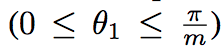 (0 ≤ θ₁ ≤ π/m)